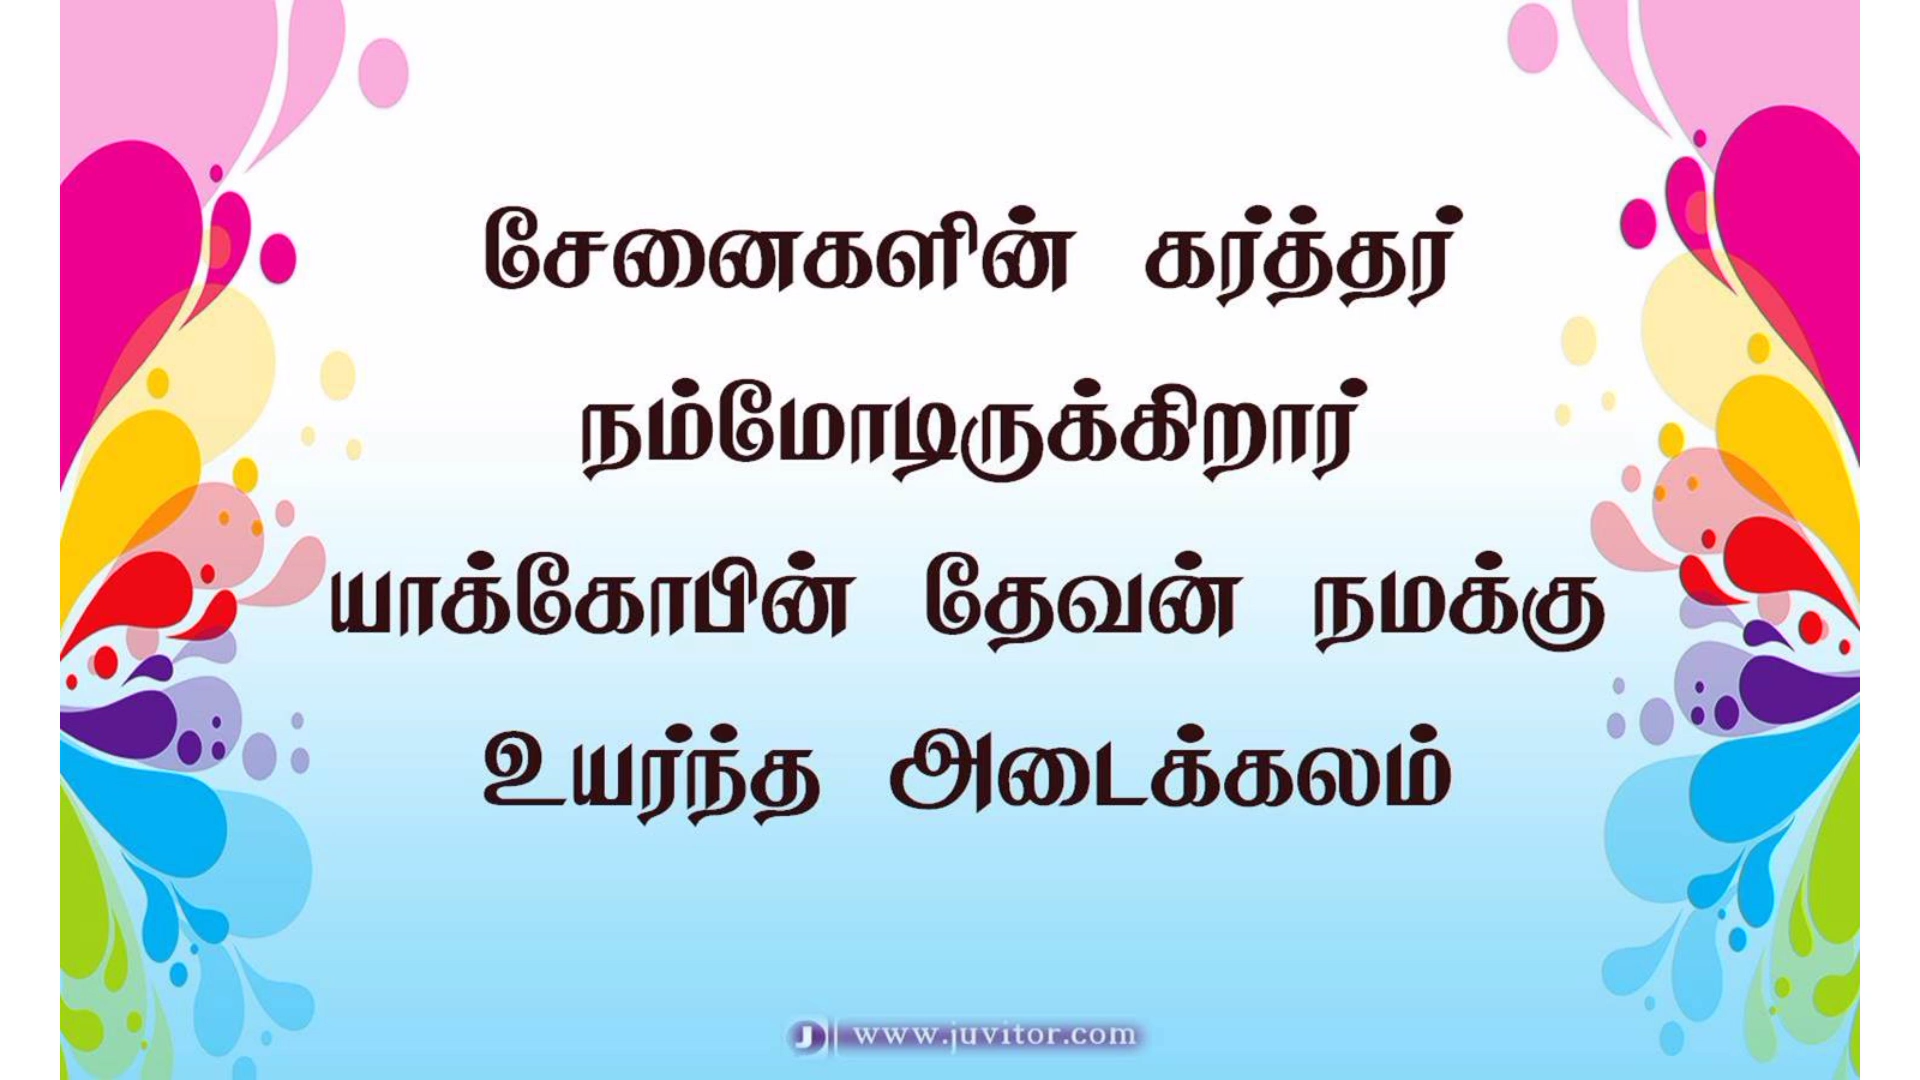 சேனைகளின் கர்த்தர்
நம்மோடிருக்கிறார்
யாக்கோபின் தேவன் நமக்கு
உயர்ந்த அடைக்கலம்
J www.juvitor.com